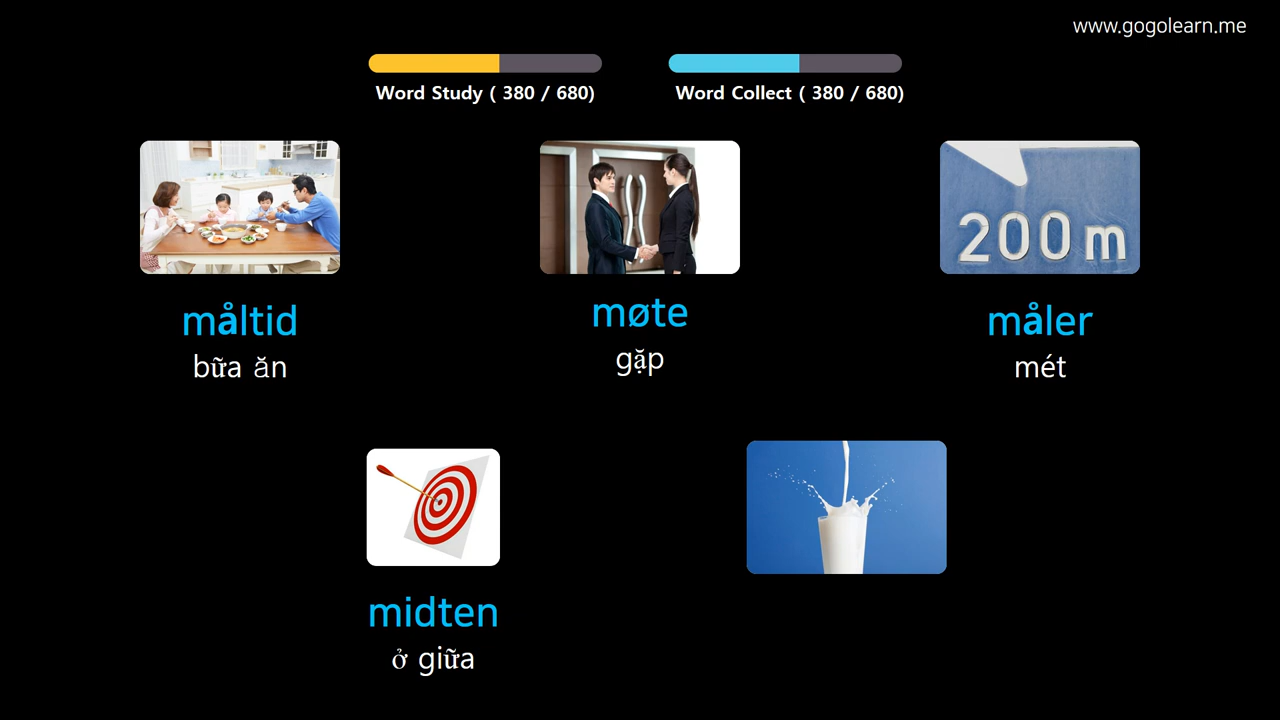 www.gogolearn.me
Word Study ( 380 / 680)
Word Collect ( 380 / 680)
200m
måltid
bữa ăn
møte
gặp
måler
mét
midten
ở giữa